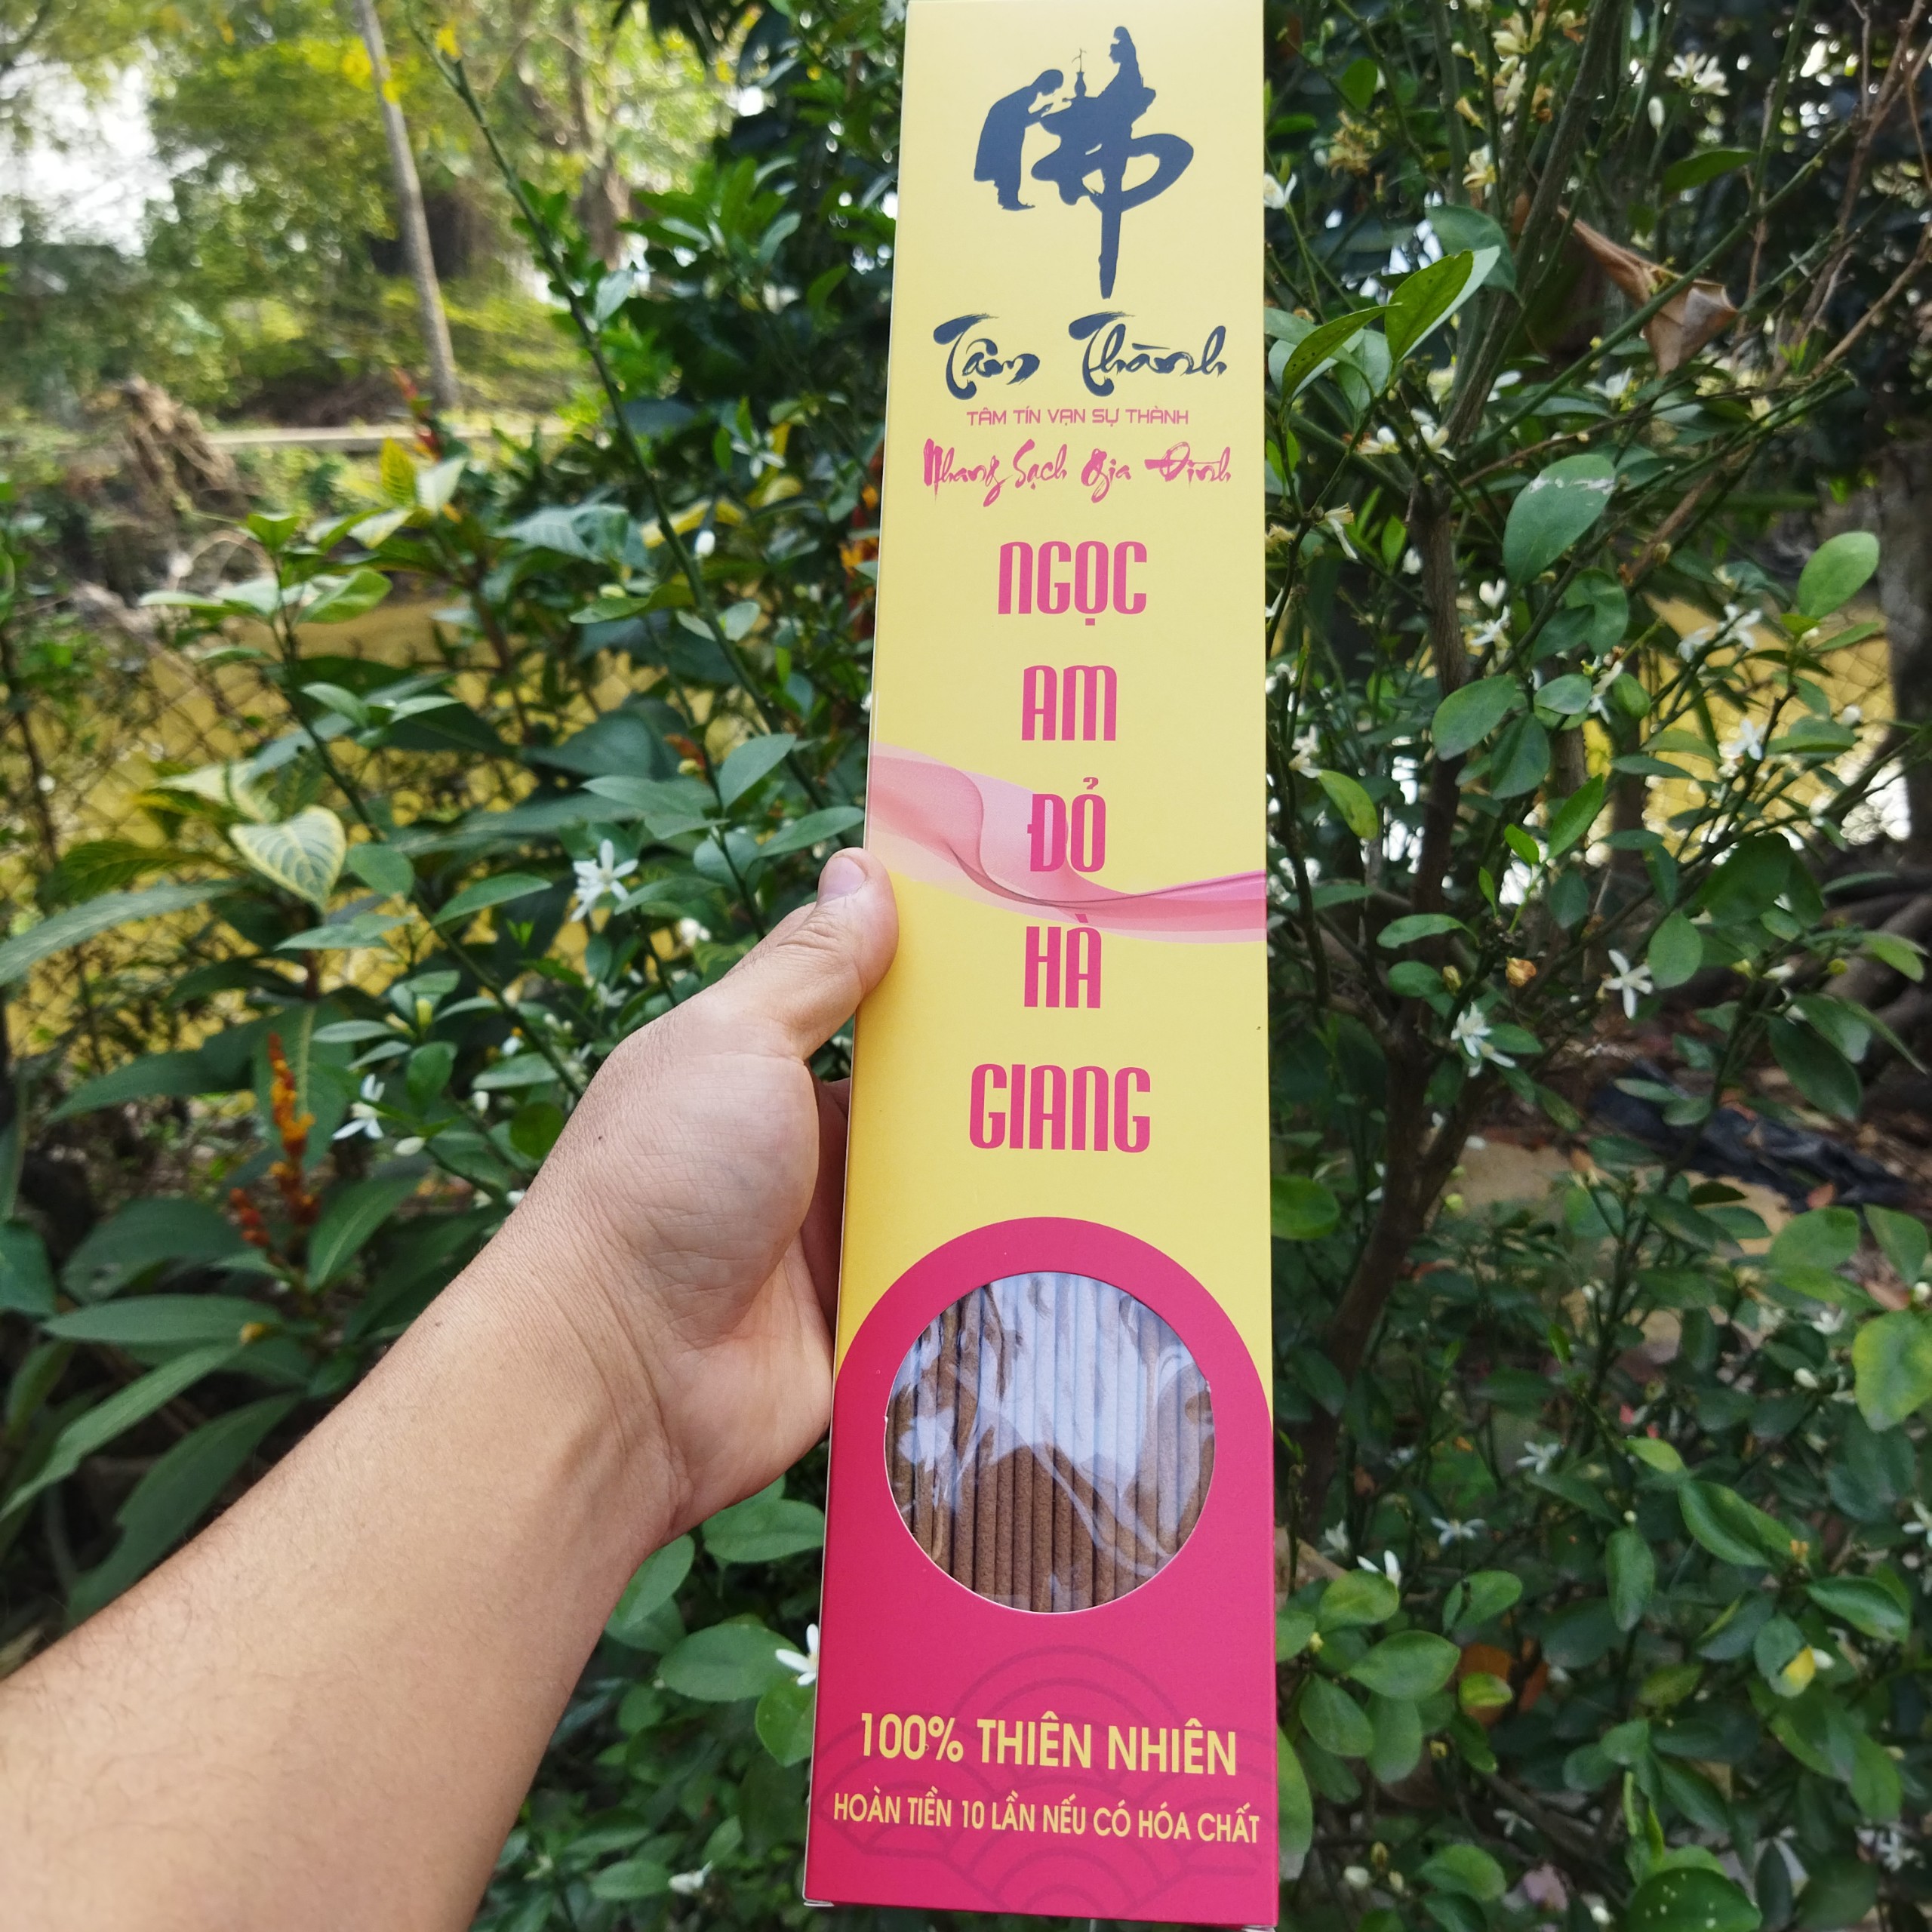 佛
Tâm Thành
TÂM TÍN VẠN SỰ THÀNH
Nhang Sạch Gia Định
NGỌC
AM
ĐỎ
HÀ
GIANG
100% THIÊN NHIÊN
HOÀN TIỀN 10 LẦN NẾU CÓ HÓA CHẤT